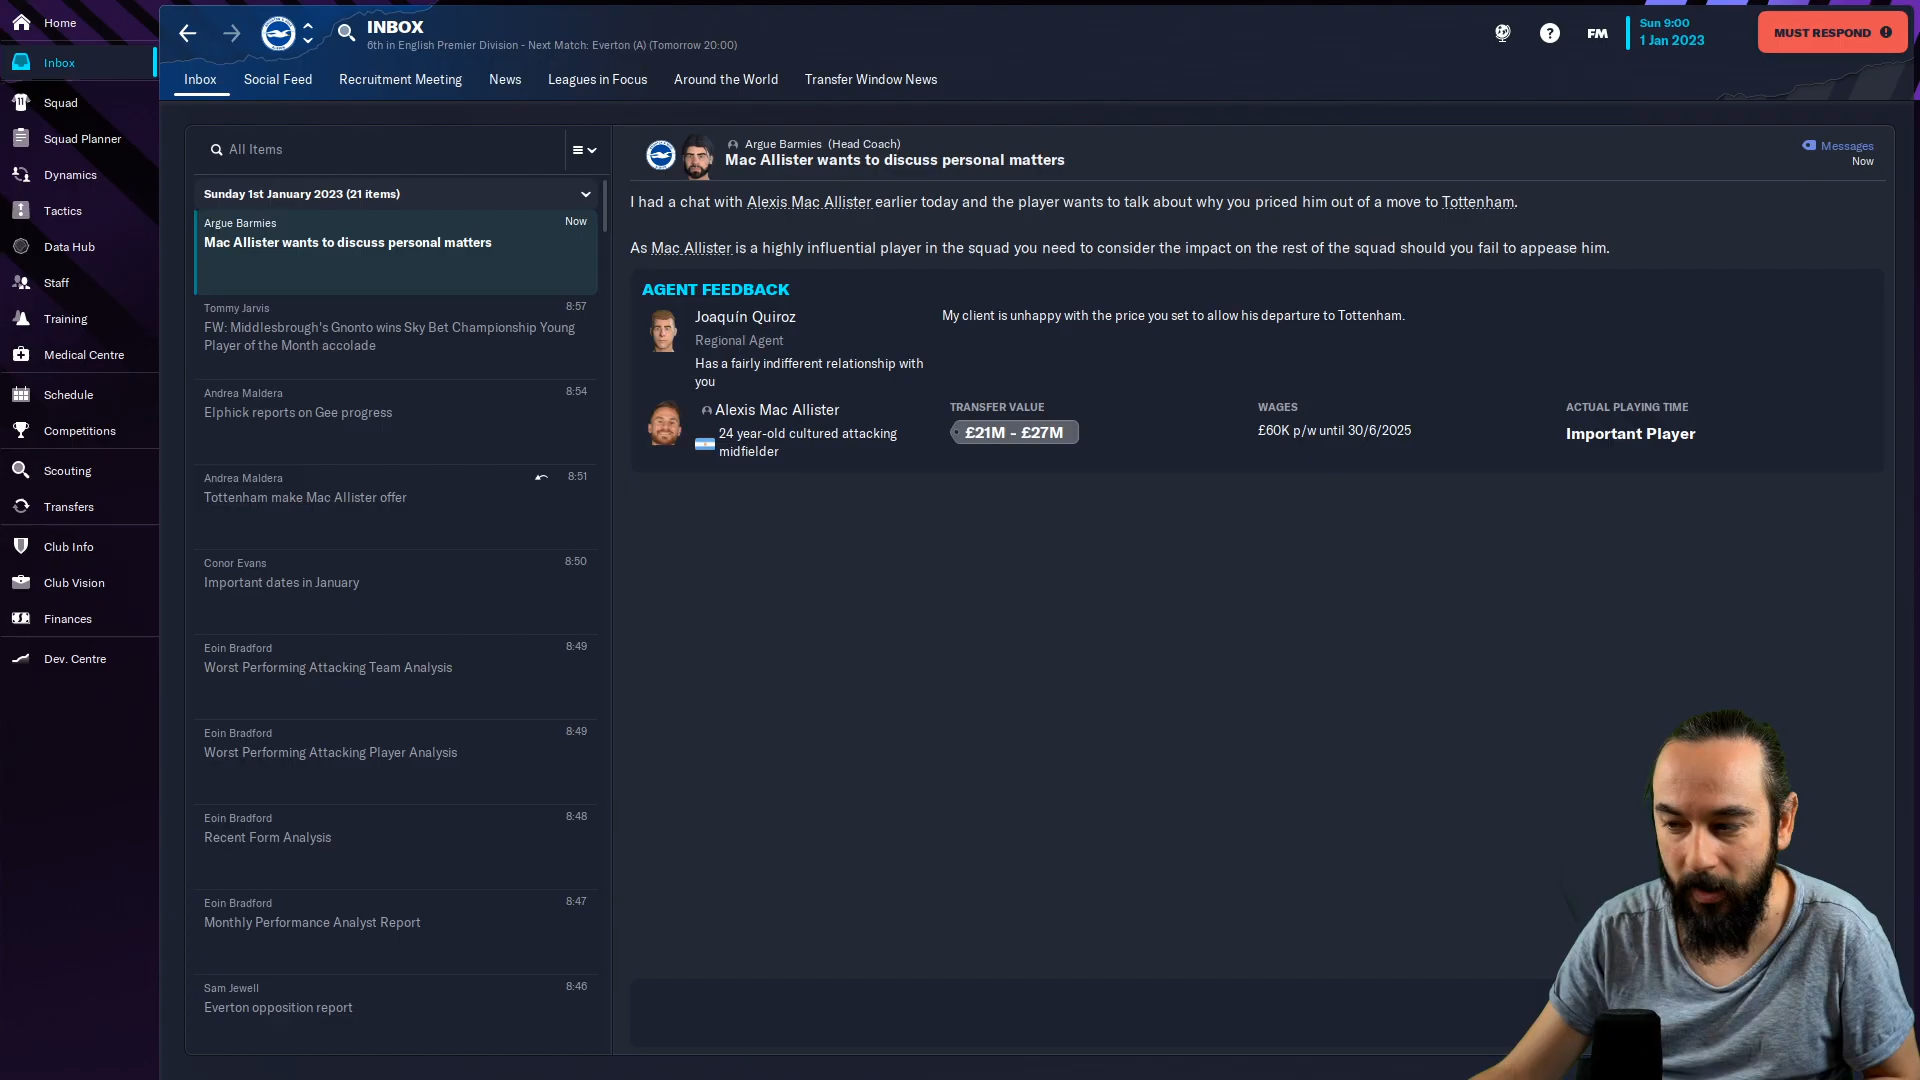 Home
Inbox
Squad
Squad Planner
Dynamics
Tactics
Data Hub
Staff
Training
Medical Centre
Schedule
Competitions
Scouting
Transfers
Club Info
Club Vision
Finances
Dev. Centre
INBOX
6th in English Premier Division - Next Match: Everton (A) (Tomorrow 20:00)
FM
Sun 9:00
1 Jan 2023
MUST RESPOND
Inbox Social Feed Recruitment Meeting News Leagues in Focus Around the World Transfer Window News
All Items
Sunday 1st January 2023 (21 items)
Argue Barmies Now
Mac Allister wants to discuss personal matters
Tommy Jarvis 8:57
FW: Middlesbrough's Gnonto wins Sky Bet Championship Young
Player of the Month accolade
Andrea Maldera 8:54
Elphick reports on Gee progress
Andrea Maldera 8:51
Tottenham make Mac Allister offer
Conor Evans 8:50
Important dates in January
Eoin Bradford 8:49
Worst Performing Attacking Team Analysis
Eoin Bradford 8:49
Worst Performing Attacking Player Analysis
Eoin Bradford 8:48
Recent Form Analysis
Eoin Bradford 8:47
Monthly Performance Analyst Report
Sam Jewell 8:46
Everton opposition report
Argue Barmies (Head Coach)
Mac Allister wants to discuss personal matters
Messages
Now
I had a chat with Alexis Mac Allister earlier today and the player wants to talk about why you priced him out of a move to Tottenham.
As Mac Allister is a highly influential player in the squad you need to consider the impact on the rest of the squad should you fail to appease him.
AGENT FEEDBACK
Joaquín Quiroz
Regional Agent
Has a fairly indifferent relationship with
you
My client is unhappy with the price you set to allow his departure to Tottenham.
Alexis Mac Allister
24 year-old cultured attacking
midfielder
TRANSFER VALUE
£21M - £27M
WAGES
£60K p/w until 30/6/2025
ACTUAL PLAYING TIME
Important Player